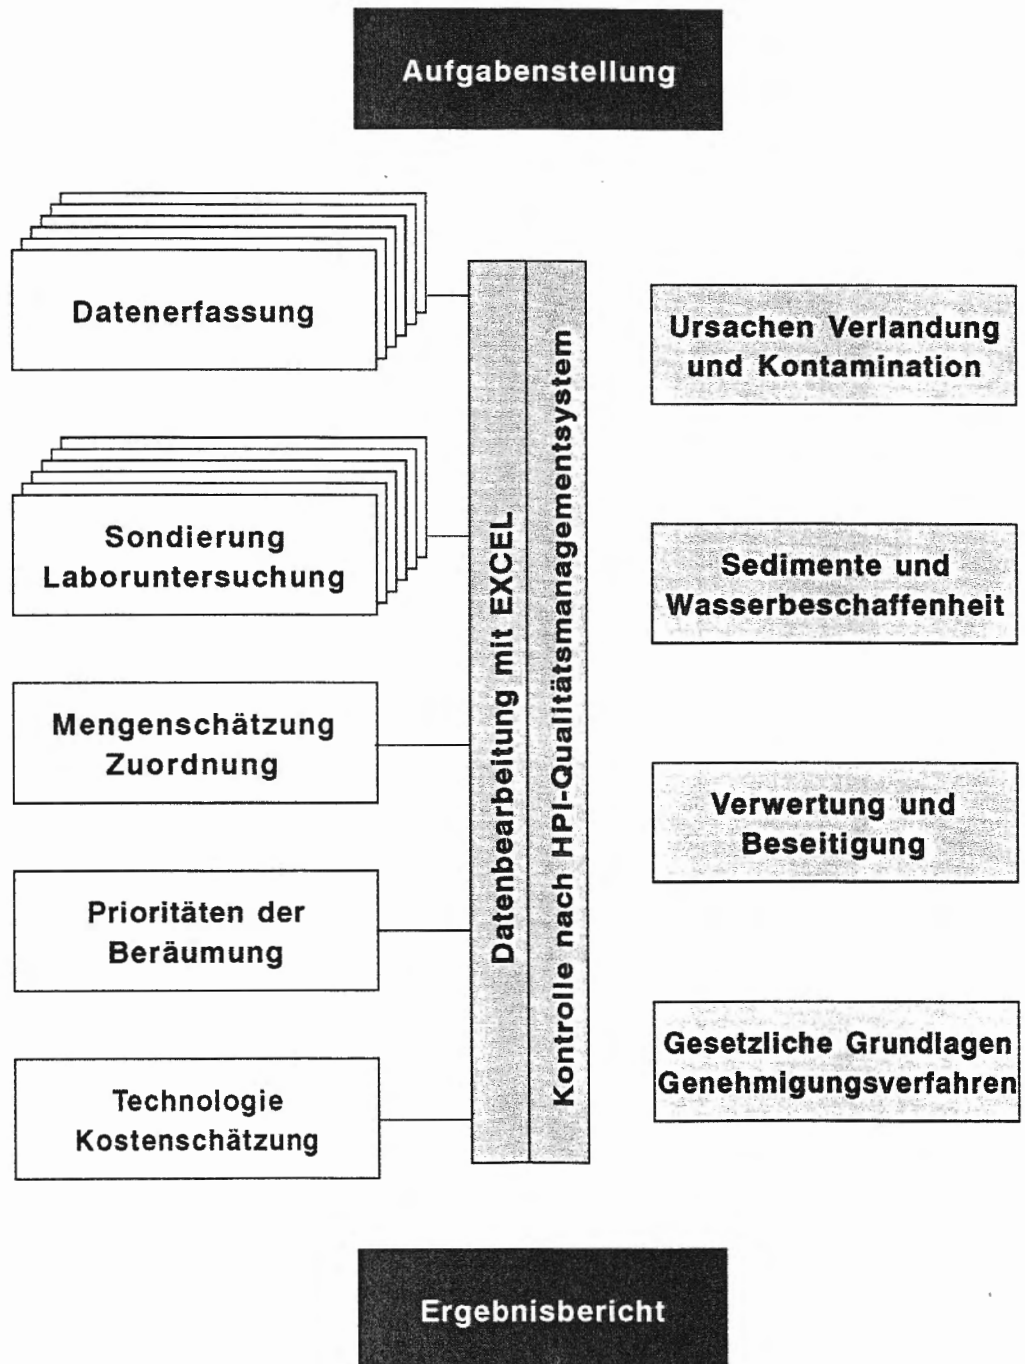 Aufgabenstellung
Datenerfassung
Sondierung
Laboruntersuchung
Mengenschätzung
Zuordnung
Prioritäten der
Beräumung
Technologie
Kostenschätzung
Datenbearbeitung mit EXCEL
Kontrolle nach HPI-Qualitätsmanagementsystem
Ursachen Verlandung
und Kontamination
Sedimente und
Wasserbeschaffenheit
Verwertung und
Beseitigung
Gesetzliche Grundlagen
Genehmigungsverfahren
Ergebnisbericht